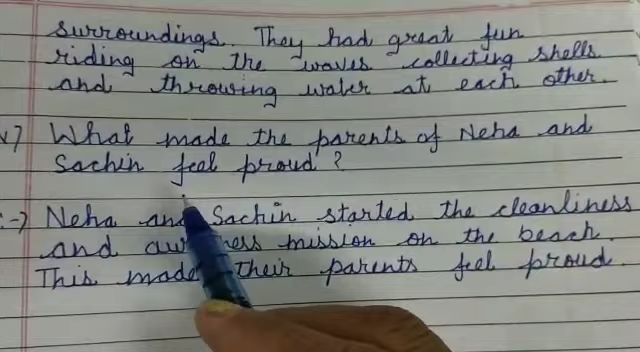 surroundings. They had great fun
riding on the waves collecting shells
and throwing water at each other.
v) What made the parents of Neha and
Sachin feel proud?
:-) Neha and Sachin started the cleanliness
and mission on the beach
This made their parents feel proud.